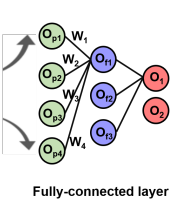 Op1
W1
Of1
W2
Op2
O1
W3
Of2
Op3
O2
Of3
W4
Op4
Fully-connected layer